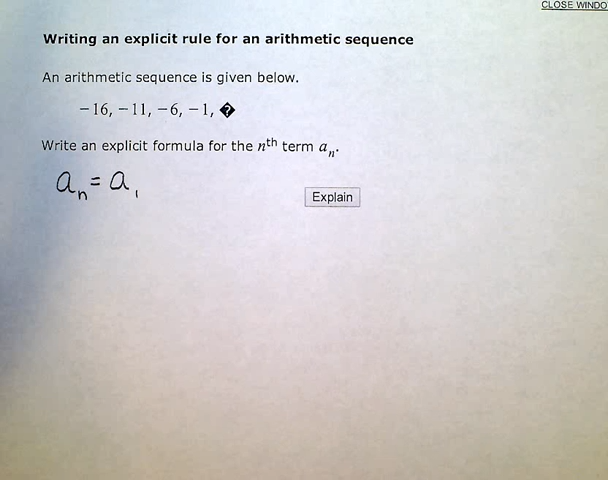 CLOSE WINDO
Writing an explicit rule for an arithmetic sequence
An arithmetic sequence is given below.
−16, −11, −6, −1, �
Write an explicit formula for the nth term an.
an = a1
Explain